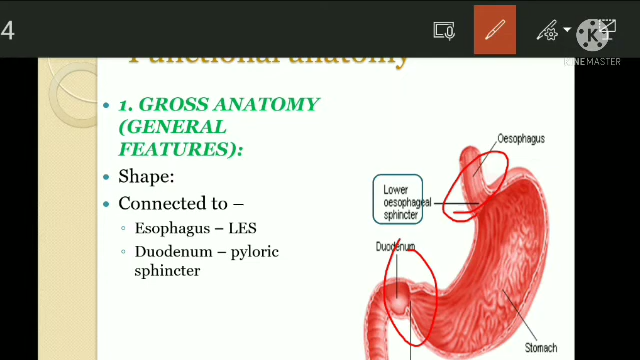 4
K
KINEMASTER
Functional anatomy
1. GROSS ANATOMY
(GENERAL
FEATURES):
Shape:
Connected to –
Esophagus – LES
Duodenum – pyloric
sphincter
Oesophagus
Lower
oesophageal
sphincter
Duodenum
Stomach